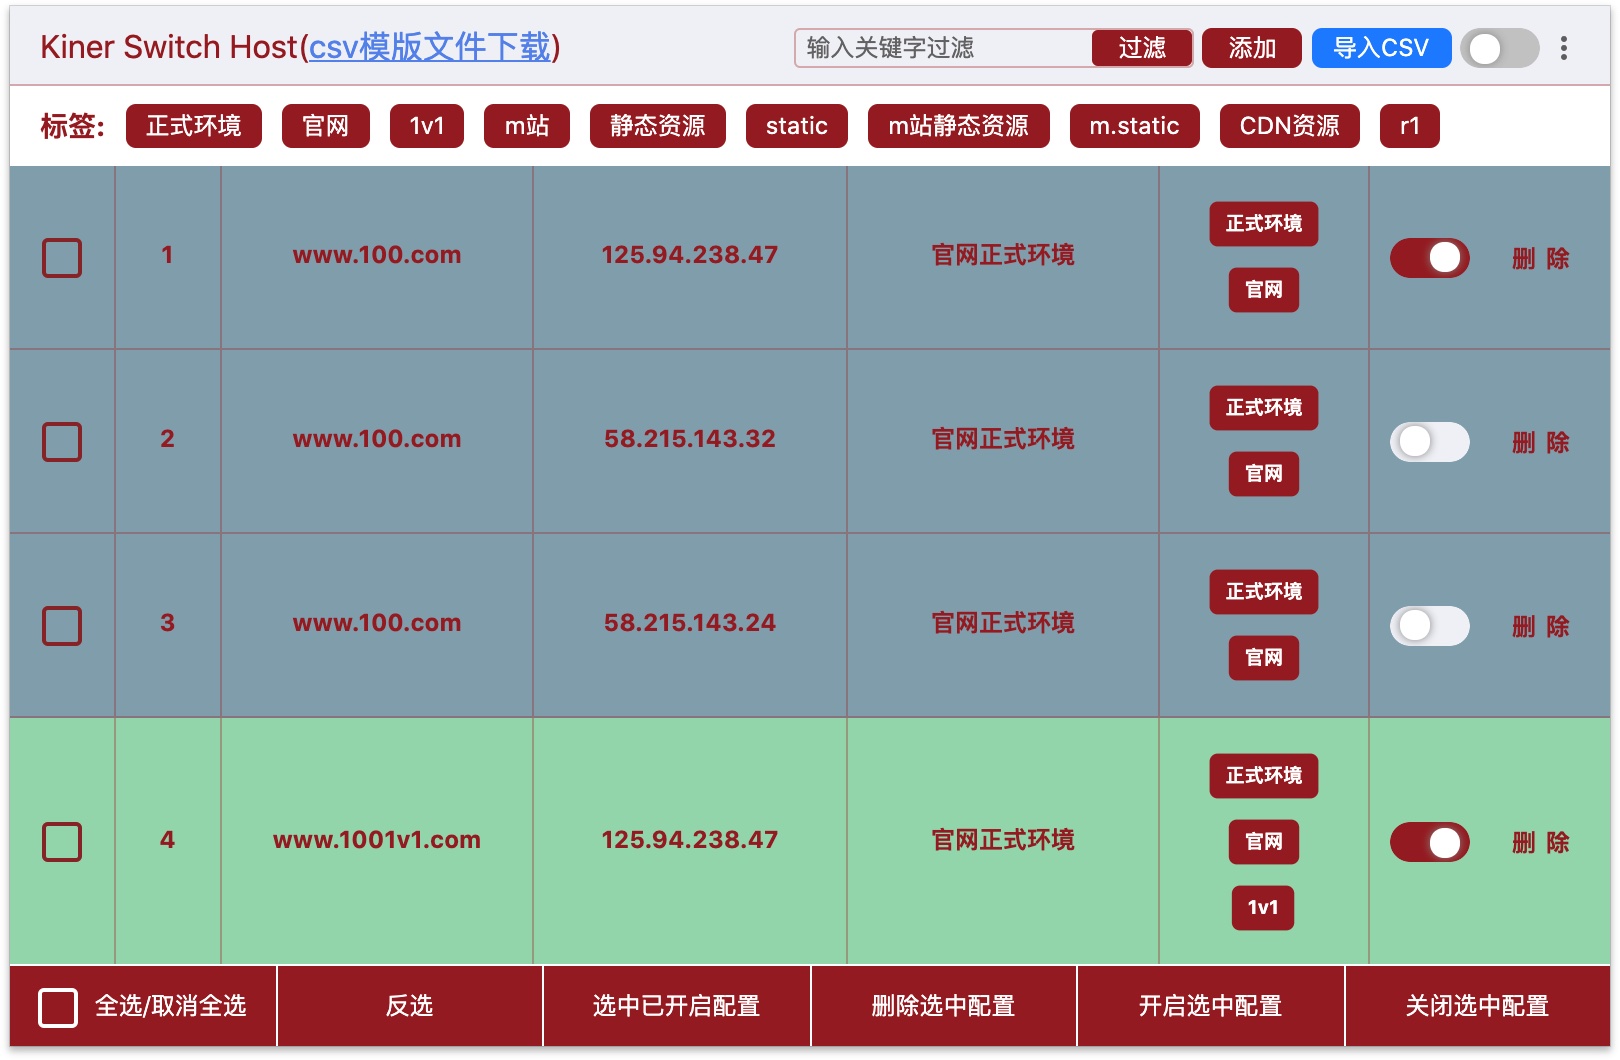 Kiner Switch Host(csv模版文件下载) 输入关键字过滤 过滤 添加 导入CSV
标签: 正式环境 官网 1v1 m站 静态资源 static m站静态资源 m.static CDN资源 r1
1 www.100.com 125.94.238.47 官网正式环境 正式环境 官网 删 除
2 www.100.com 58.215.143.32 官网正式环境 正式环境 官网 删 除
3 www.100.com 58.215.143.24 官网正式环境 正式环境 官网 删 除
4 www.1001v1.com 125.94.238.47 官网正式环境 正式环境 官网 1v1 删 除
全选/取消全选 反选 选中已开启配置 删除选中配置 开启选中配置 关闭选中配置